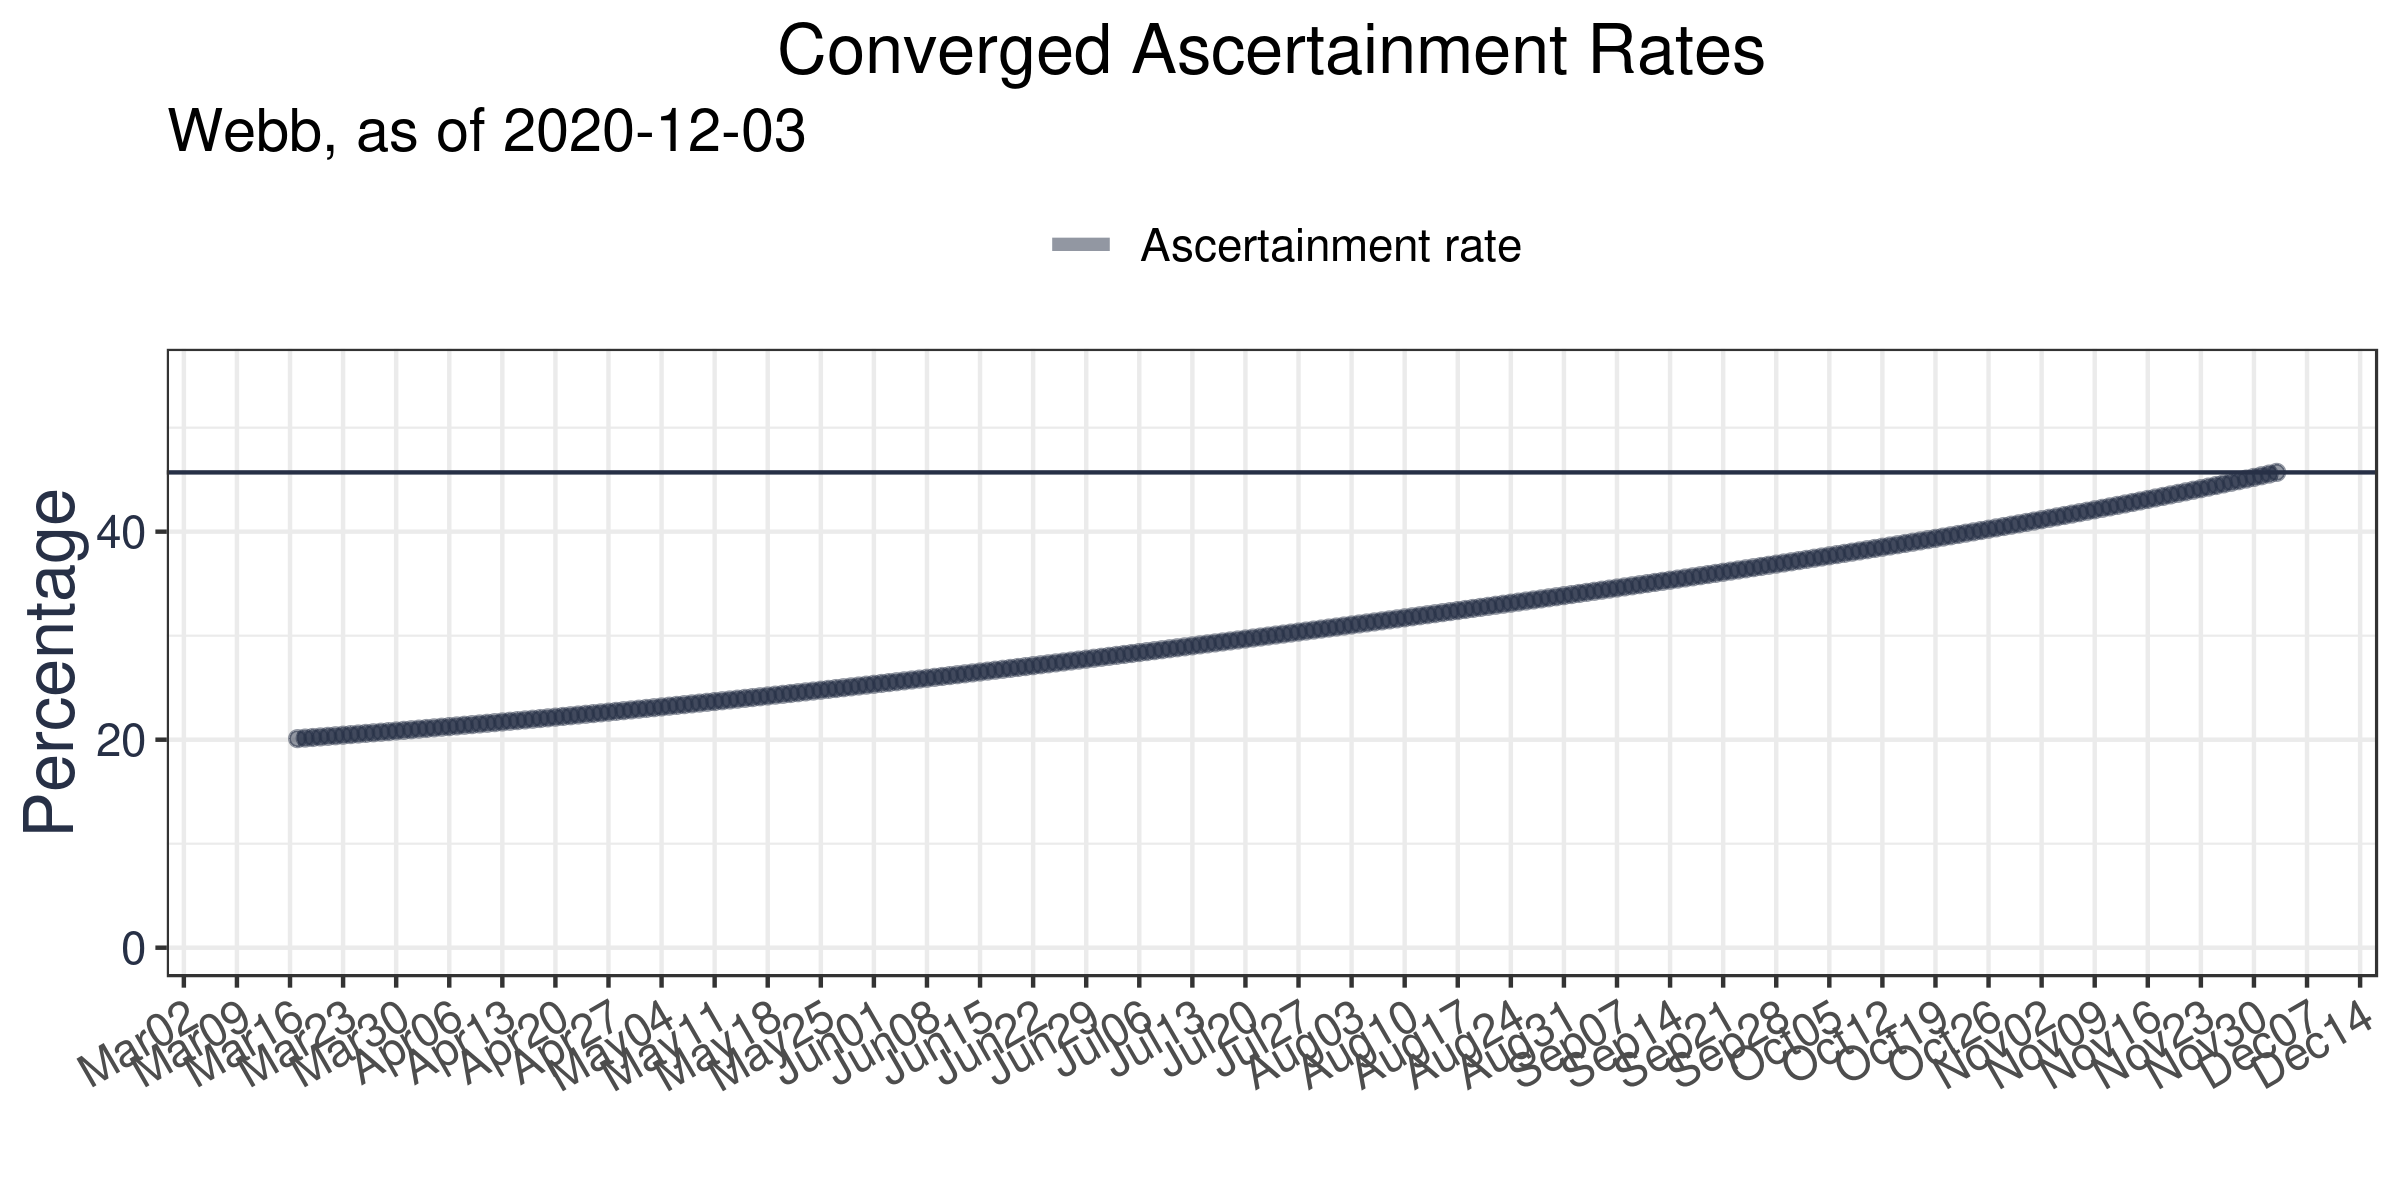 Converged Ascertainment Rates
Webb, as of 2020-12-03
Ascertainment rate
Percentage
40
20
0
Mar02 Mar09 Mar16 Mar23 Mar30 Apr06 Apr13 Apr20 Apr27 May04 May11 May18 May25 Jun01 Jun08 Jun15 Jun22 Jun29 Jul06 Jul13 Jul20 Jul27 Aug03 Aug10 Aug17 Aug24 Aug31 Sep07 Sep14 Sep21 Sep28 Oct05 Oct12 Oct19 Oct26 Nov02 Nov09 Nov16 Nov23 Nov30 Dec07 Dec14